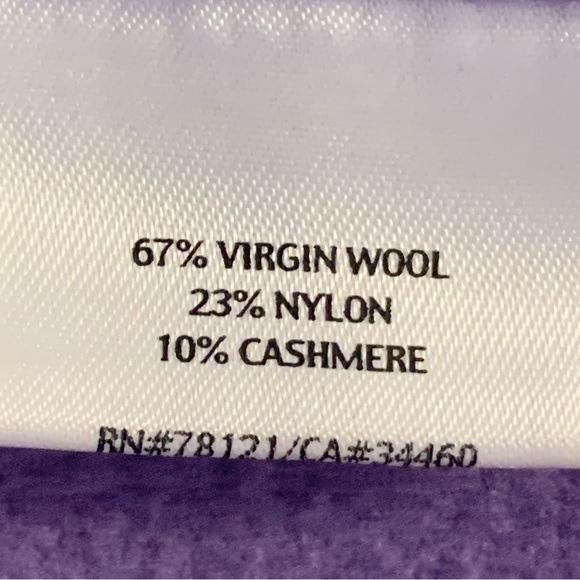 67% VIRGIN WOOL
23% NYLON
10% CASHMERE
RN#78121/CA#34460